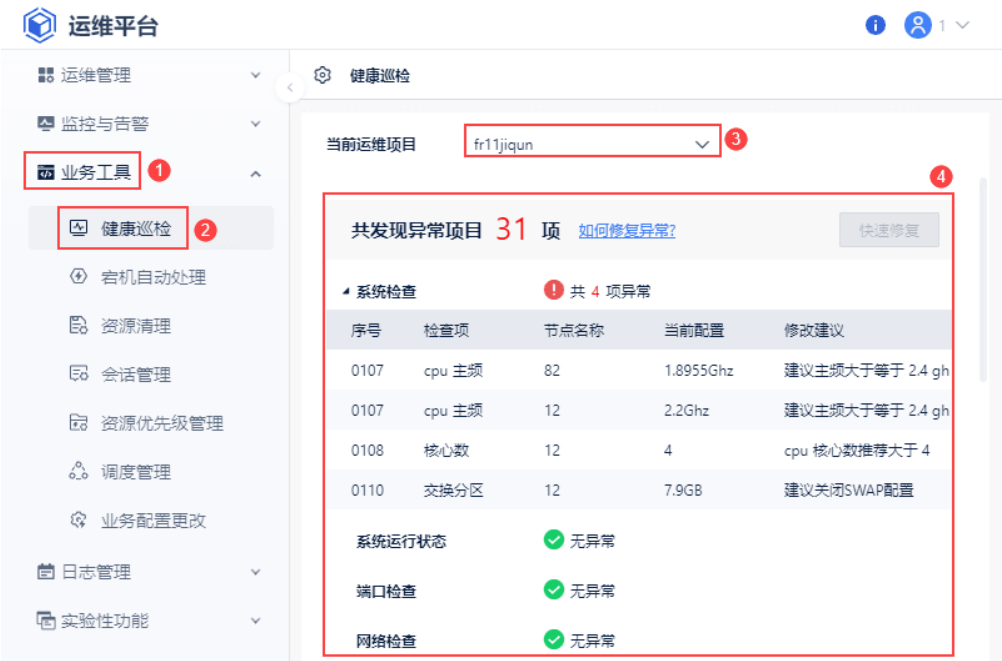 运维平台
1
运维管理
健康巡检
监控与告警
当前运维项目 fr11jiqun 3
业务工具 1
4
健康巡检 2
共发现异常项目 31 项 如何修复异常? 快速修复
宕机自动处理
系统检查 共 4 项异常
资源清理
序号 检查项 节点名称 当前配置 修改建议
会话管理
0107 cpu 主频 82 1.8955Ghz 建议主频大于等于 2.4 gh
资源优先级管理
0107 cpu 主频 12 2.2Ghz 建议主频大于等于 2.4 gh
调度管理
0108 核心数 12 4 cpu 核心数推荐大于 4
业务配置更改
0110 交换分区 12 7.9GB 建议关闭SWAP配置
系统运行状态 无异常
日志管理
端口检查 无异常
实验性功能
网络检查 无异常